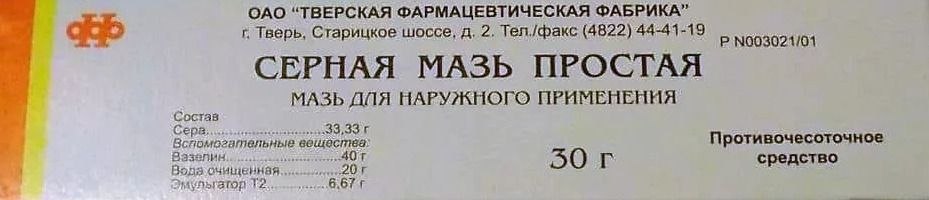 ОАО "ТВЕРСКАЯ ФАРМАЦЕВТИЧЕСКАЯ ФАБРИКА"
г. Тверь, Старицкое шоссе, д. 2. Тел./факс (4822) 44-41-19
Р N003021/01
СЕРНАЯ МАЗЬ ПРОСТАЯ
МАЗЬ ДЛЯ НАРУЖНОГО ПРИМЕНЕНИЯ
Состав
Сера.....................33,33 г
Вспомогательные вещества:
Вазелин.....................40 г
Вода очищенная...........20 г
Эмульгатор Т2.............6,67 г
30 г
Противочесоточное
средство